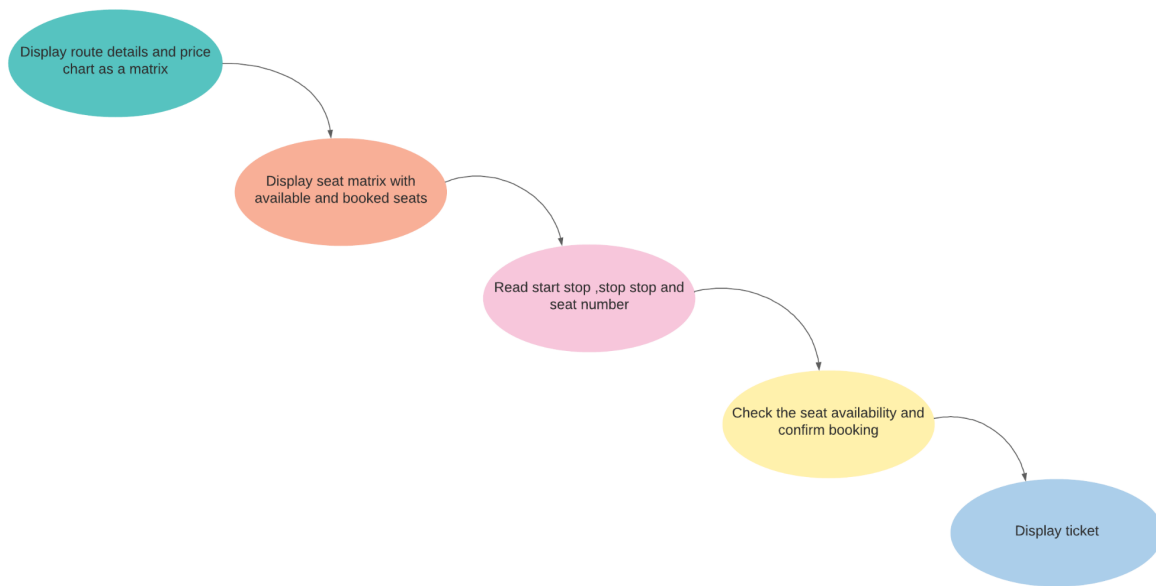 Display route details and price
chart as a matrix
Display seat matrix with
available and booked seats
Read start stop ,stop stop and
seat number
Check the seat availability and
confirm booking
Display ticket